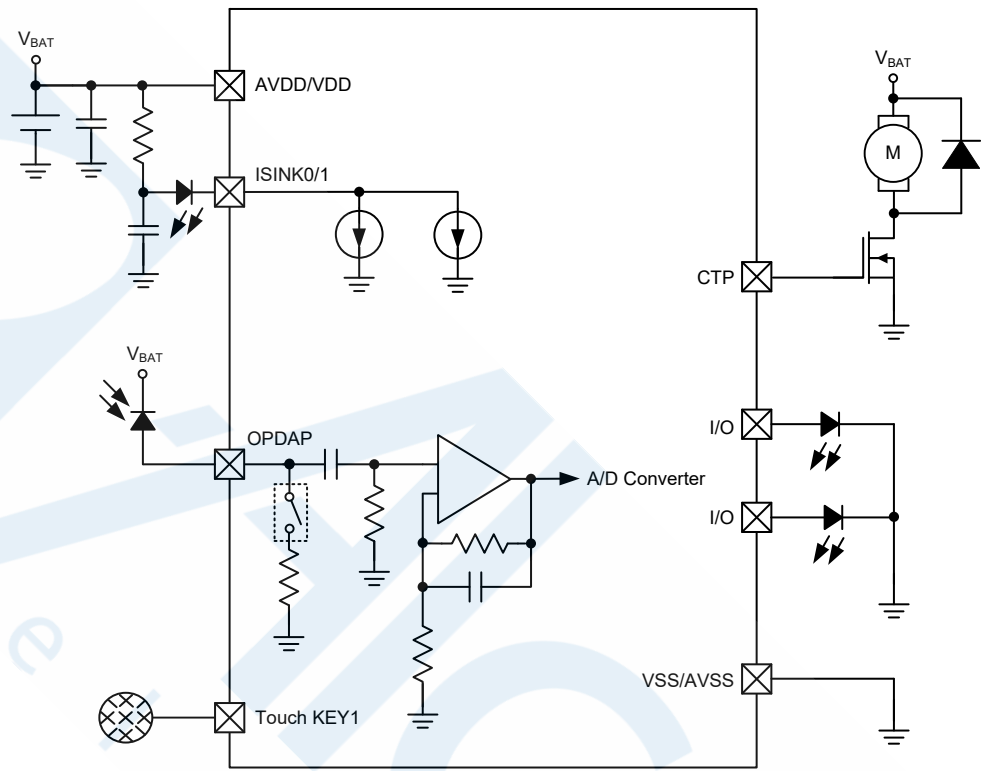 VBAT
AVDD/VDD
ISINK0/1
VBAT
M
CTP
VBAT
OPDAP
A/D Converter
I/O
I/O
VSS/AVSS
Touch KEY1
e